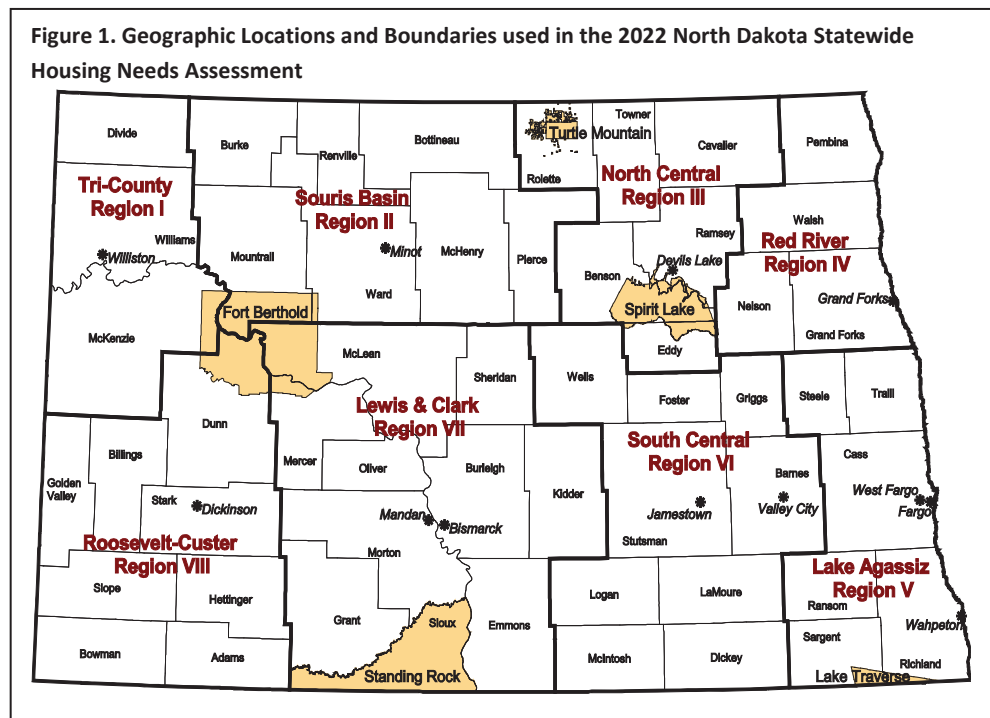 Figure 1. Geographic Locations and Boundaries used in the 2022 North Dakota Statewide
Housing Needs Assessment
Divide
Burke
Renville
Bottineau
Towner
Turtle Mountain
Cavalier
Pembina
Rolette
Tri-County
Region I
Souris Basin
Region II
North Central
Region III
Walsh
Red River
Region IV
Williams
Williston
Mountrail
Minot
McHenry
Pierce
Ward
Benson
Ramsey
Devils Lake
Nelson
Grand Forks
Grand Forks
Fort Berthold
Spirit Lake
McKenzie
McLean
Sheridan
Wells
Eddy
Foster
Griggs
Steele
Traill
Dunn
Lewis & Clark
Region VII
South Central
Region VI
Billings
Golden
Valley
Mercer
Oliver
Burleigh
Kidder
Barnes
Cass
Stark
Dickinson
Mandan
Bismarck
Jamestown
Valley City
West Fargo
Fargo
Stutsman
Morton
Roosevelt-Custer
Region VIII
Lake Agassiz
Region V
Slope
Hettinger
Grant
Sioux
Emmons
Logan
LaMoure
Ransom
Wahpeton
Sargent
Bowman
Adams
Standing Rock
McIntosh
Dickey
Richland
Lake Traverse